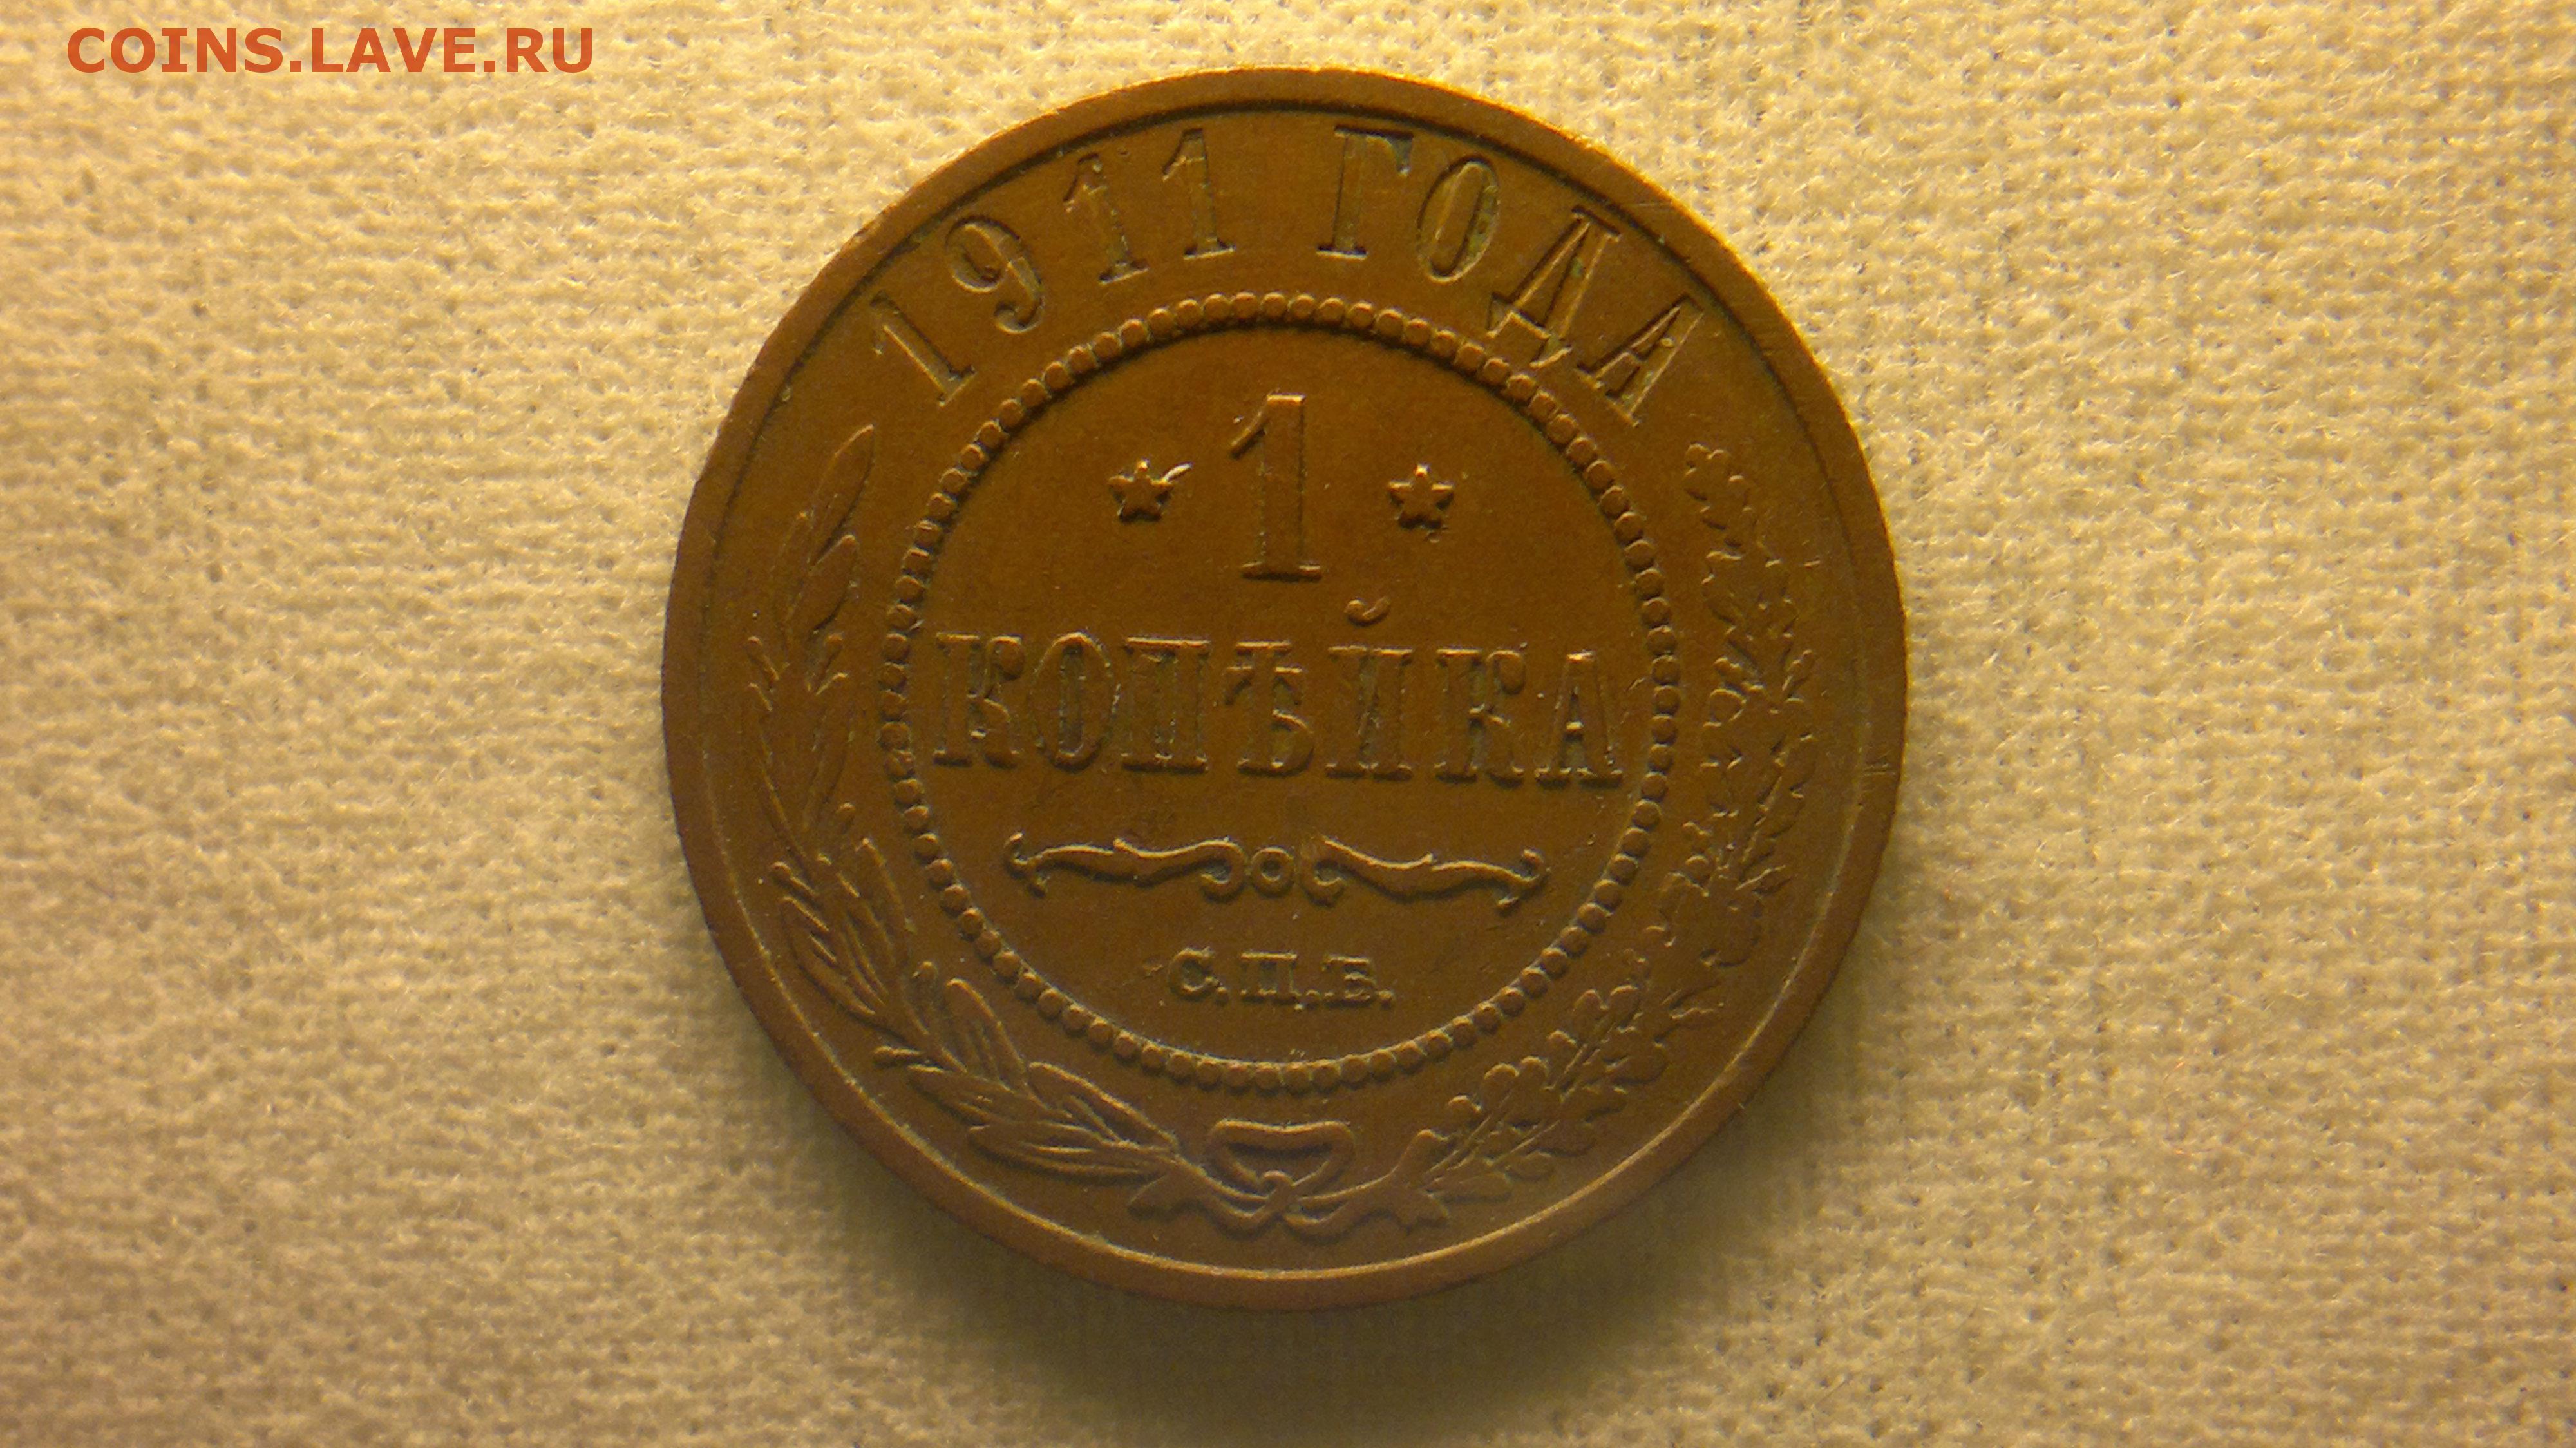 COINS.LAVE.RU
1911 ГОДА
1
КОПѢЙКА
С.П.Б.